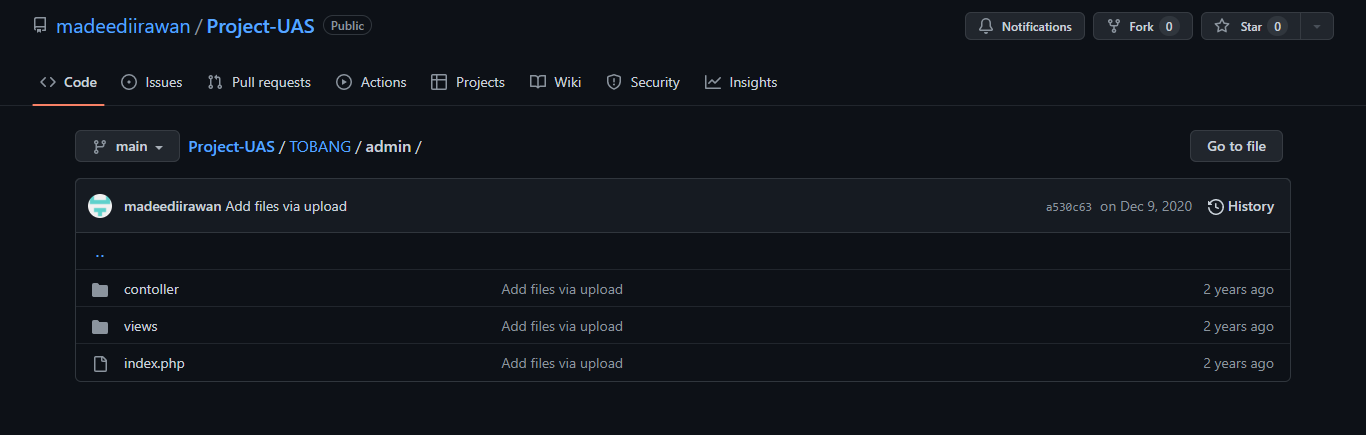 madeediirawan / Project-UAS Public Notifications Fork 0 Star 0
Code Issues Pull requests Actions Projects Wiki Security Insights
main Project-UAS / TOBANG / admin / Go to file
madeediirawan Add files via upload a530c63 on Dec 9, 2020 History
..
contoller Add files via upload 2 years ago
views Add files via upload 2 years ago
index.php Add files via upload 2 years ago